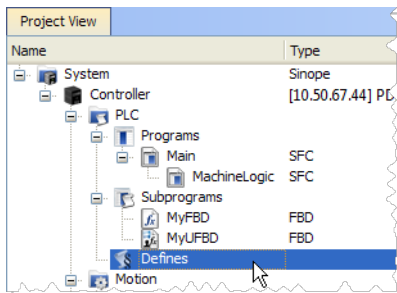 Project View
Name Type
System Sinope
Controller [10.50.67.44] PD
PLC
Programs
Main SFC
MachineLogic SFC
Subprograms
MyFBD FBD
MyUFBD FBD
Defines
Motion